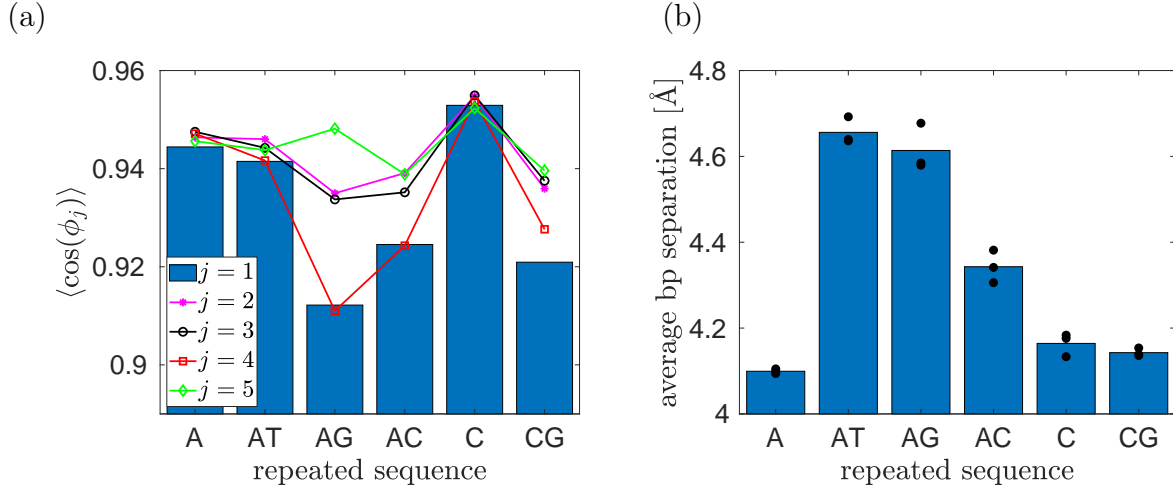 (a)
⟨cos(ϕ_j)⟩
0.96
0.94
0.92
0.9
j = 1
j = 2
j = 3
j = 4
j = 5
A AT AG AC C CG
repeated sequence
(b)
average bp separation [Å]
4.8
4.6
4.4
4.2
4
A AT AG AC C CG
repeated sequence